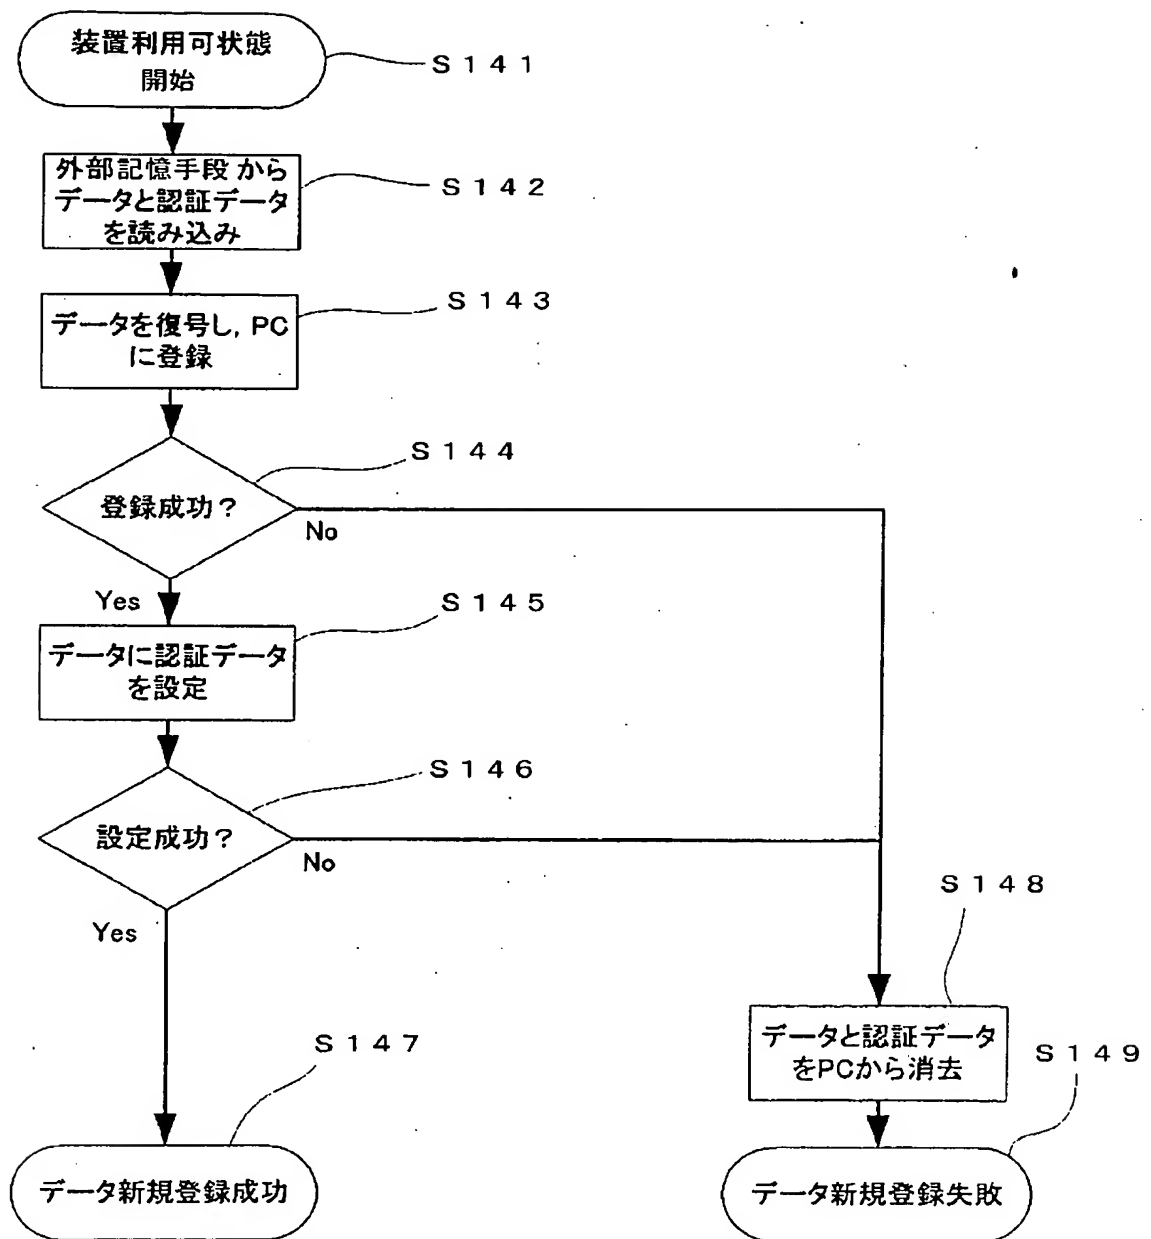 装置利用可状態
開始
S141
外部記憶手段から
データと認証データ
を読み込み
S142
データを復号し, PC
に登録
S143
登録成功?
S144
No
Yes
データに認証データ
を設定
S145
設定成功?
S146
No
Yes
S148
データと認証データ
をPCから消去
S147
S149
データ新規登録成功
データ新規登録失敗